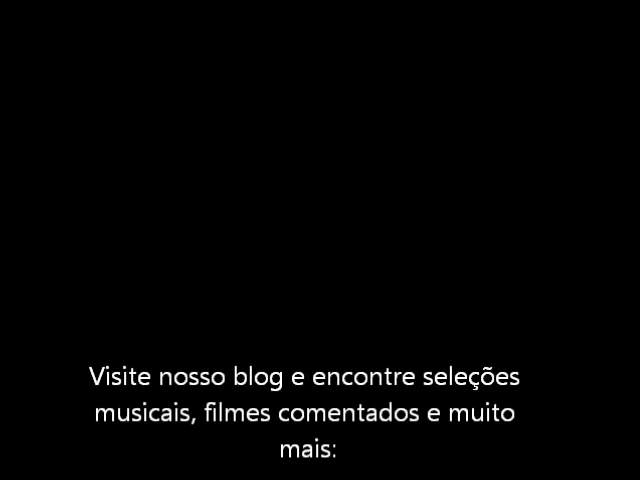 Visite nosso blog e encontre seleções
musicais, filmes comentados e muito
mais: